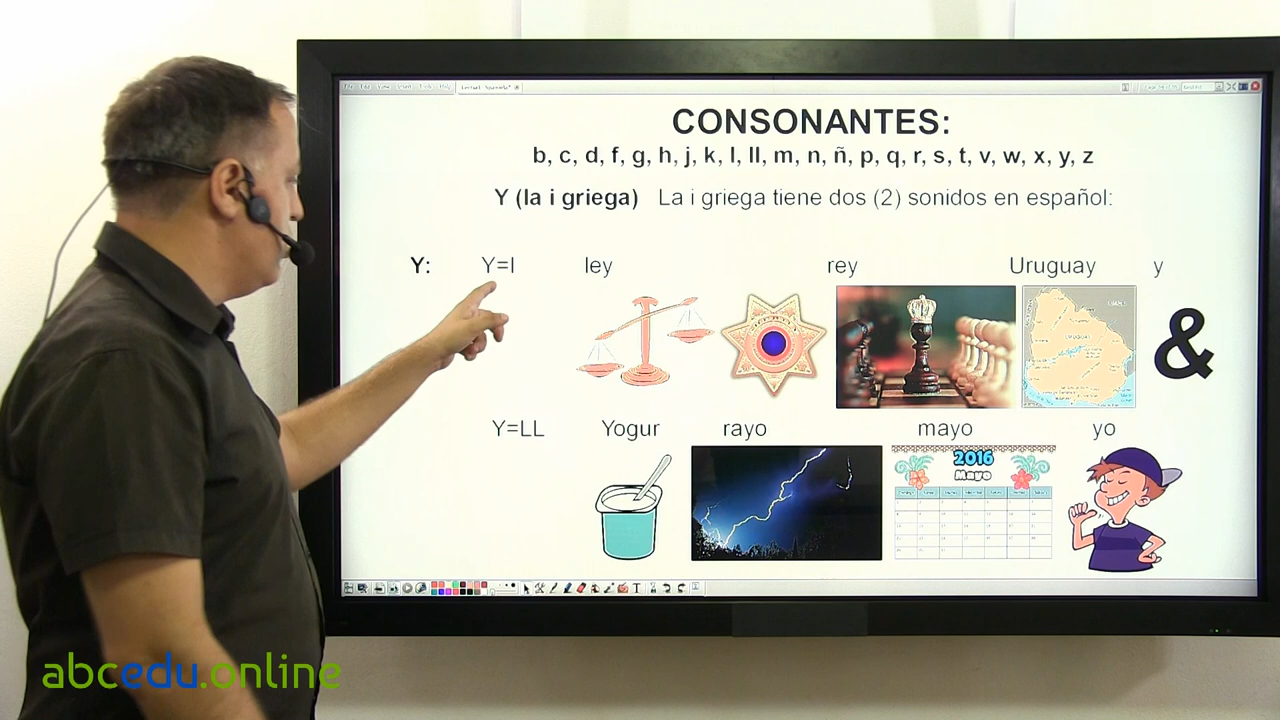 CONSONANTES:
b, c, d, f, g, h, j, k, l, ll, m, n, ñ, p, q, r, s, t, v, w, x, y, z
Y (la i griega) La i griega tiene dos (2) sonidos en español:
Y: Y=I ley rey Uruguay y
URUGUAY
&
Y=LL Yogur rayo mayo yo
2016
Mayo
abcedu.online